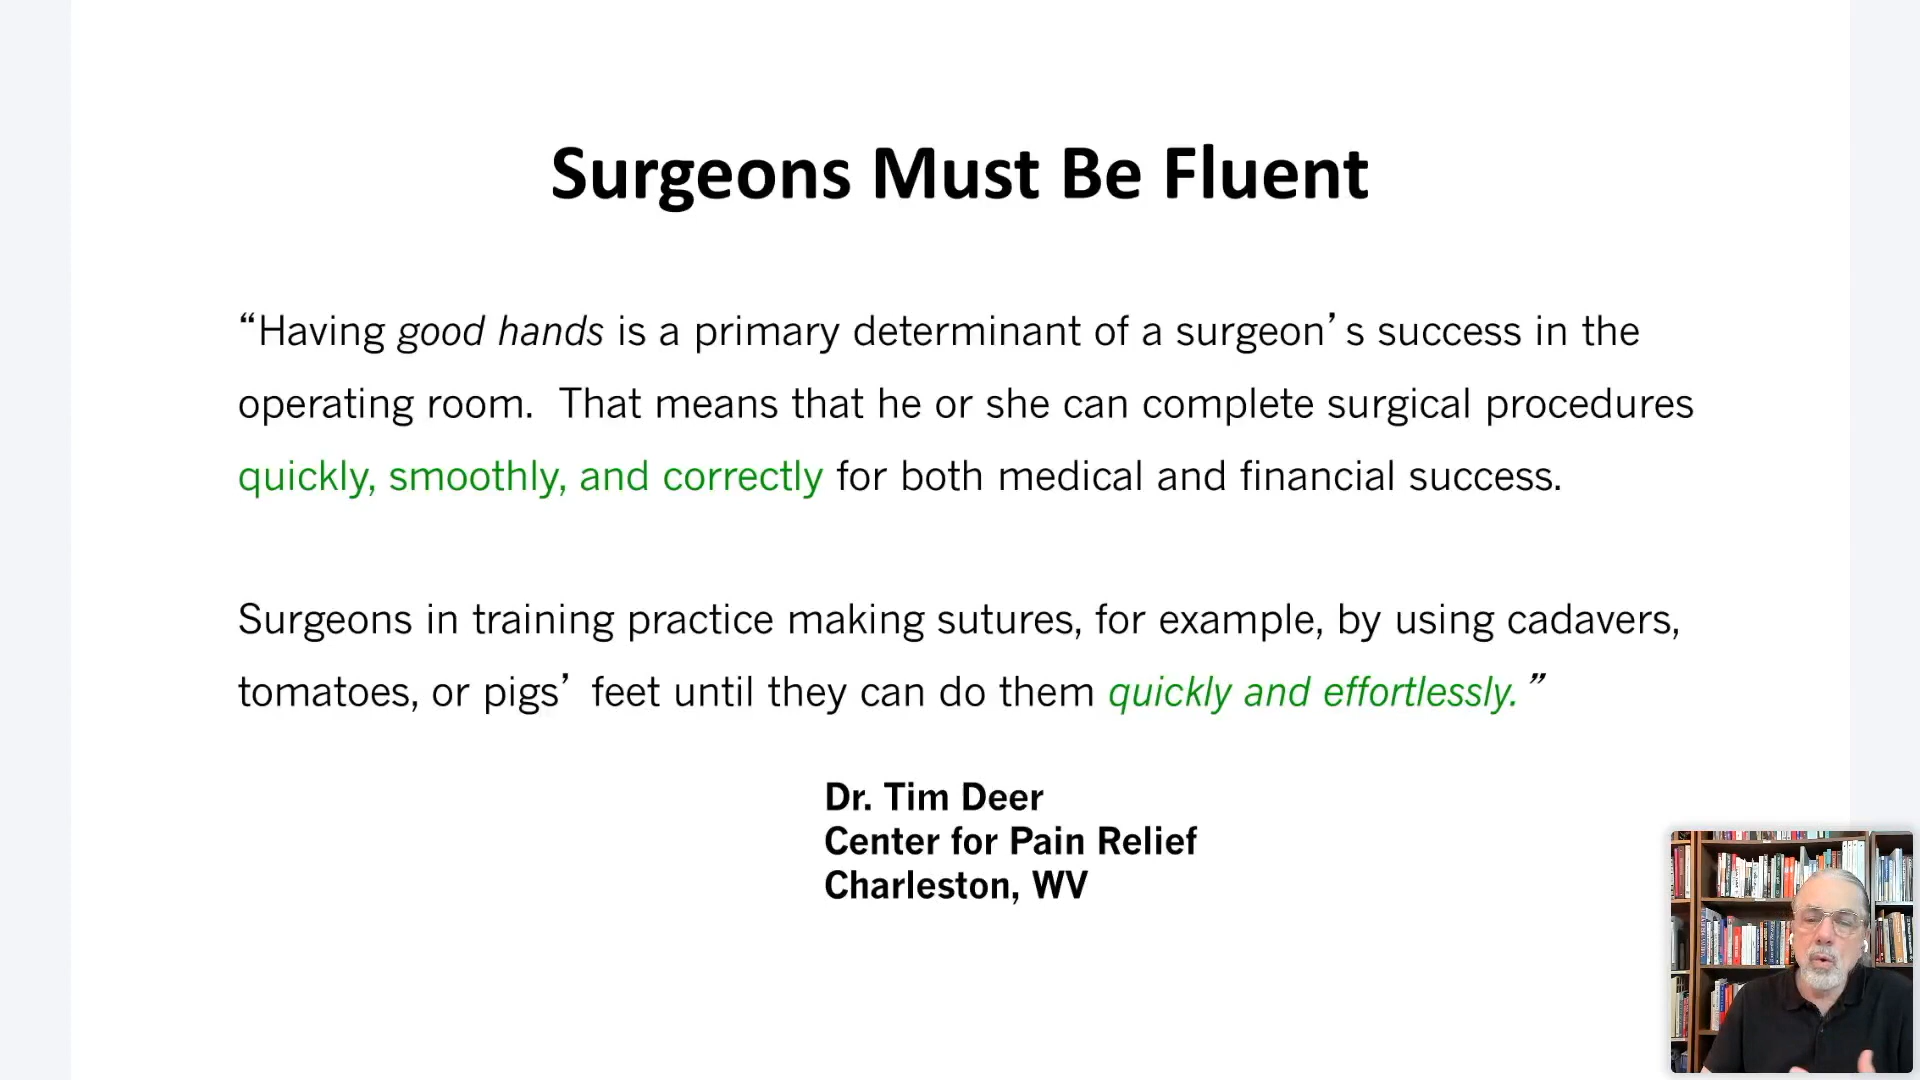 Surgeons Must Be Fluent
“Having good hands is a primary determinant of a surgeon’s success in the
operating room.  That means that he or she can complete surgical procedures
quickly, smoothly, and correctly for both medical and financial success.
Surgeons in training practice making sutures, for example, by using cadavers,
tomatoes, or pigs’ feet until they can do them quickly and effortlessly.”
Dr. Tim Deer
Center for Pain Relief
Charleston, WV